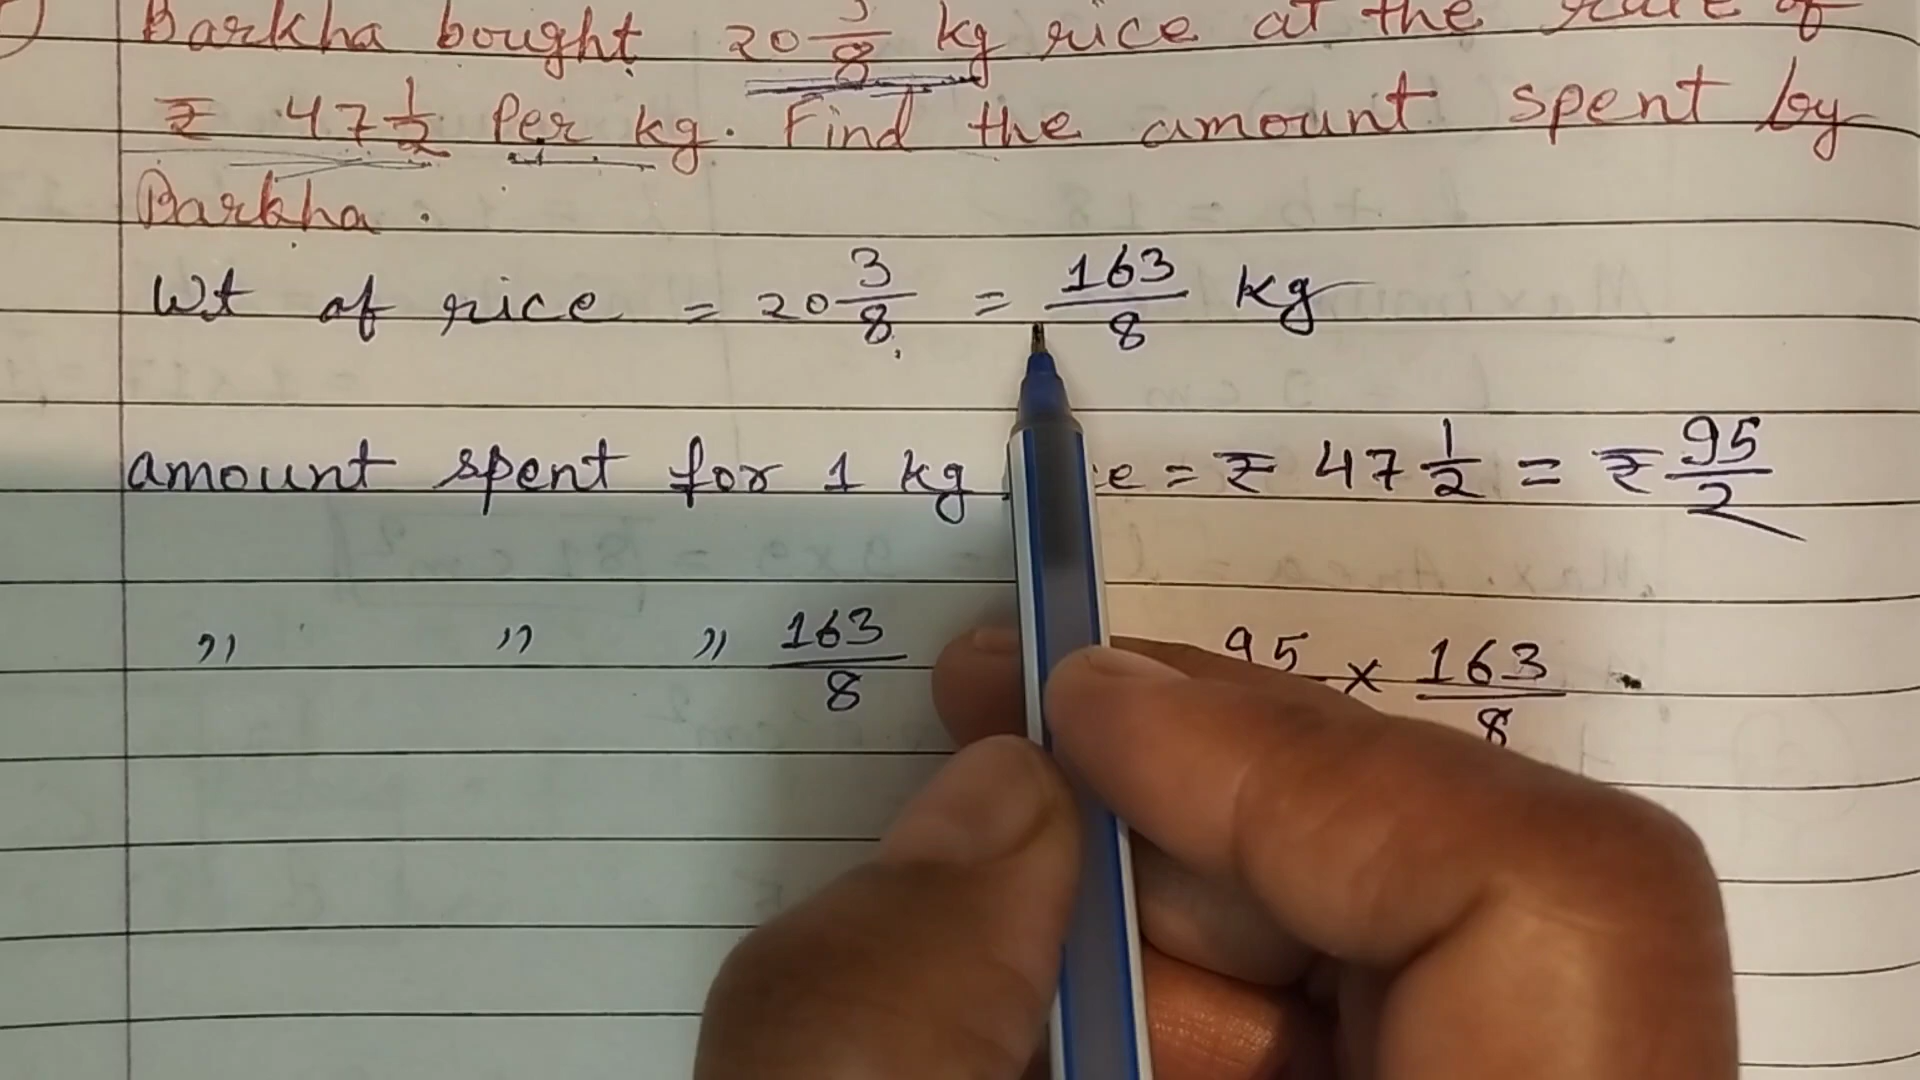 Barkha bought 20 3/8 kg rice at the rate of
₹ 47 1/2 Per kg. Find the amount spent by
Barkha.
Wt of rice = 20 3/8 = 163/8 kg
amount spent for 1 kg = ₹ 47 1/2 = ₹ 95/2
" " " 163/8 95 × 163/8